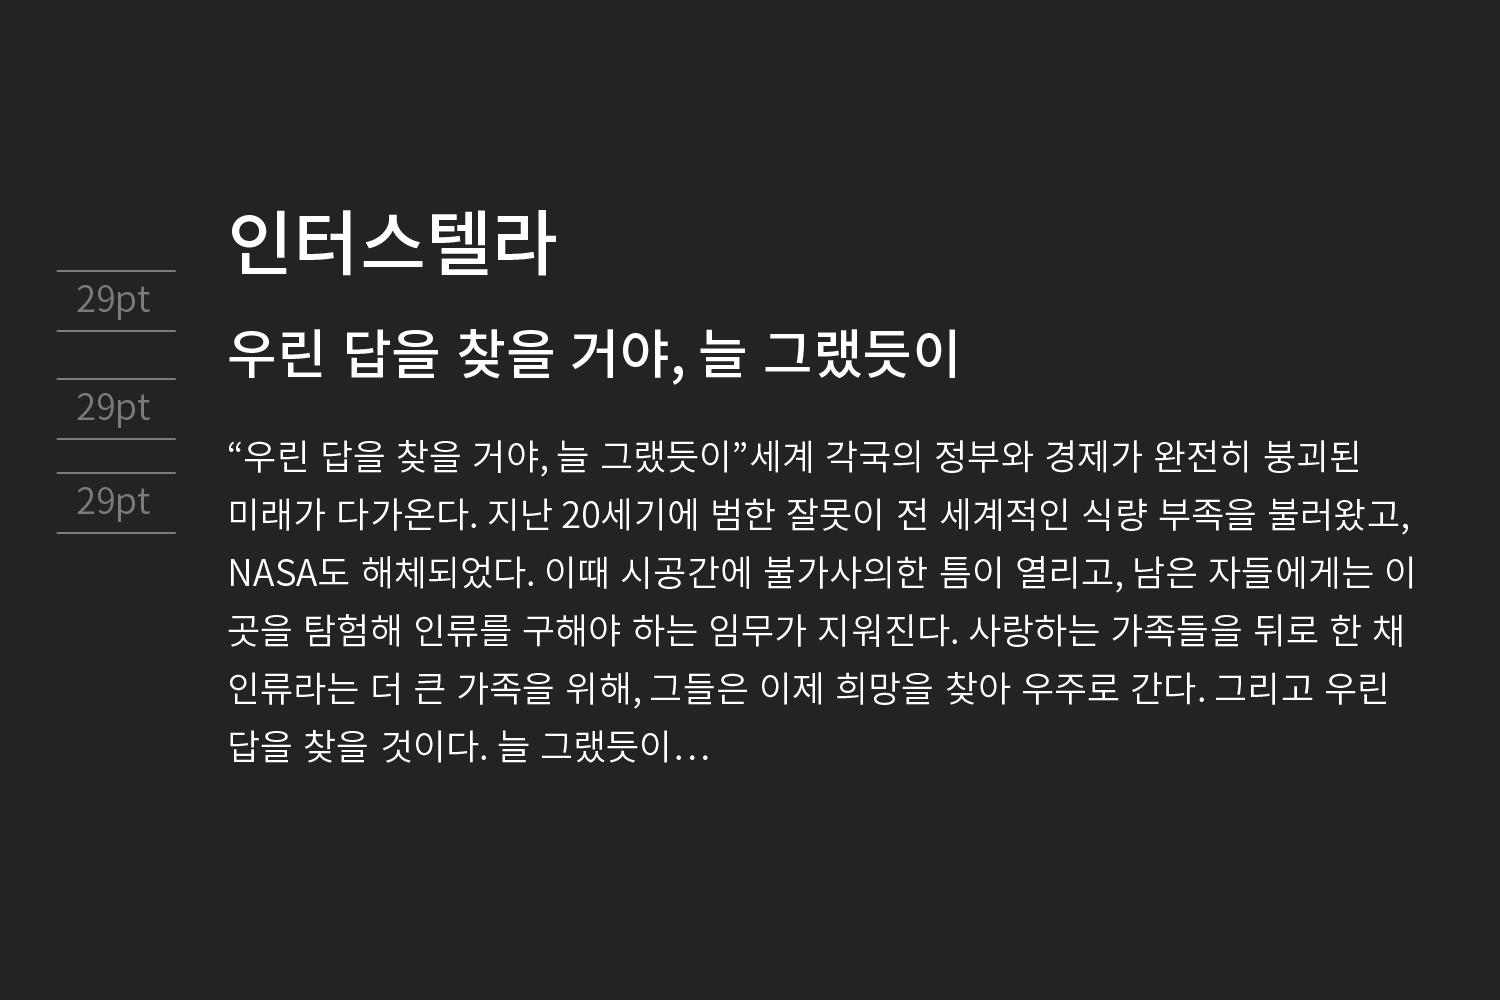 인터스텔라
29pt
우린 답을 찾을 거야, 늘 그랬듯이
29pt
“우린 답을 찾을 거야, 늘 그랬듯이”세계 각국의 정부와 경제가 완전히 붕괴된
29pt
미래가 다가온다. 지난 20세기에 범한 잘못이 전 세계적인 식량 부족을 불러왔고,
NASA도 해체되었다. 이때 시공간에 불가사의한 틈이 열리고, 남은 자들에게는 이
곳을 탐험해 인류를 구해야 하는 임무가 지워진다. 사랑하는 가족들을 뒤로 한 채
인류라는 더 큰 가족을 위해, 그들은 이제 희망을 찾아 우주로 간다. 그리고 우린
답을 찾을 것이다. 늘 그랬듯이…